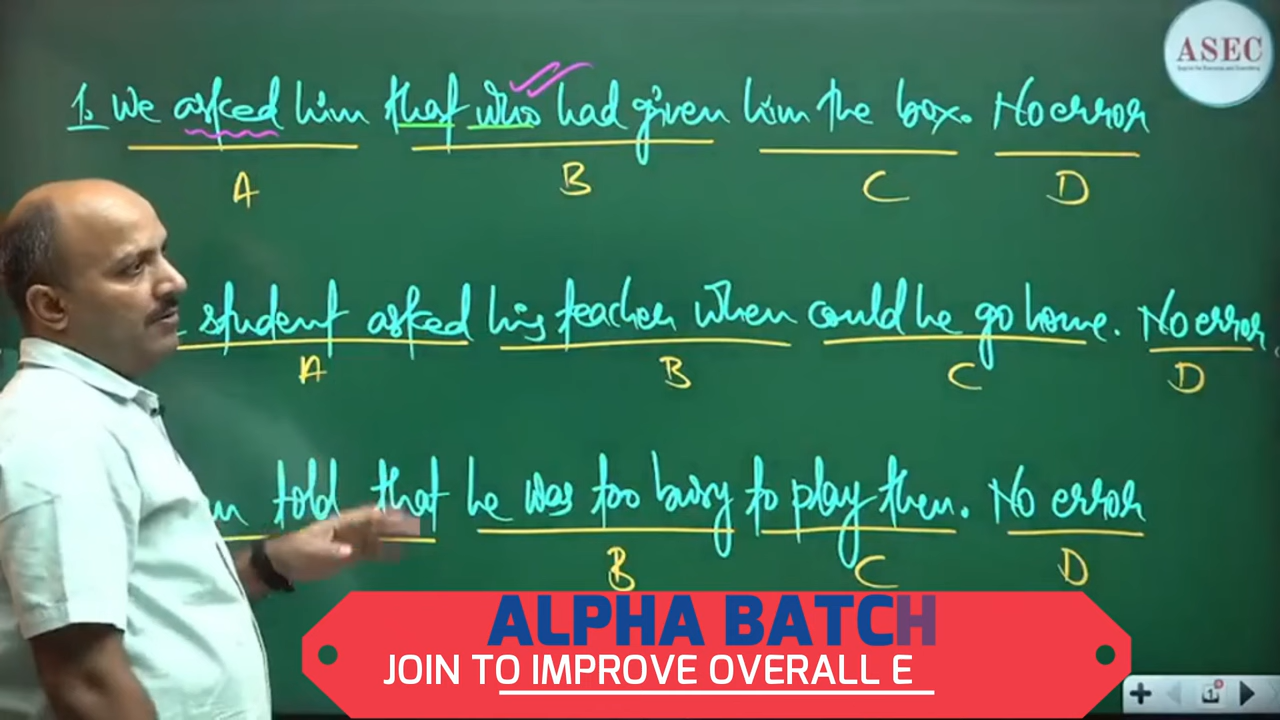 ASEC
1. We asked him that who had given him the box. No error
A B C D
student asked his teacher when could he go home. No error
A B C D
told that he was too busy to play then. No error
B C D
ALPHA BATCH
JOIN TO IMPROVE OVERALL E
1